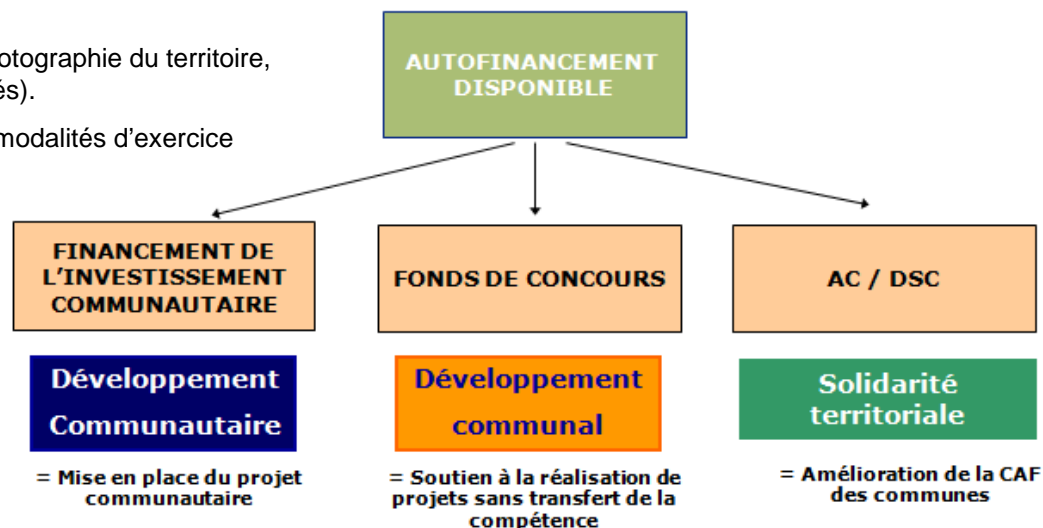 otographie du territoire,
és).
modalités d'exercice
AUTOFINANCEMENT
DISPONIBLE
FINANCEMENT DE
L'INVESTISSEMENT
COMMUNAUTAIRE
FONDS DE CONCOURS
AC / DSC
Développement
Communautaire
Développement
communal
Solidarité
territoriale
= Mise en place du projet
communautaire
= Soutien à la réalisation de
projets sans transfert de la
compétence
= Amélioration de la CAF
des communes